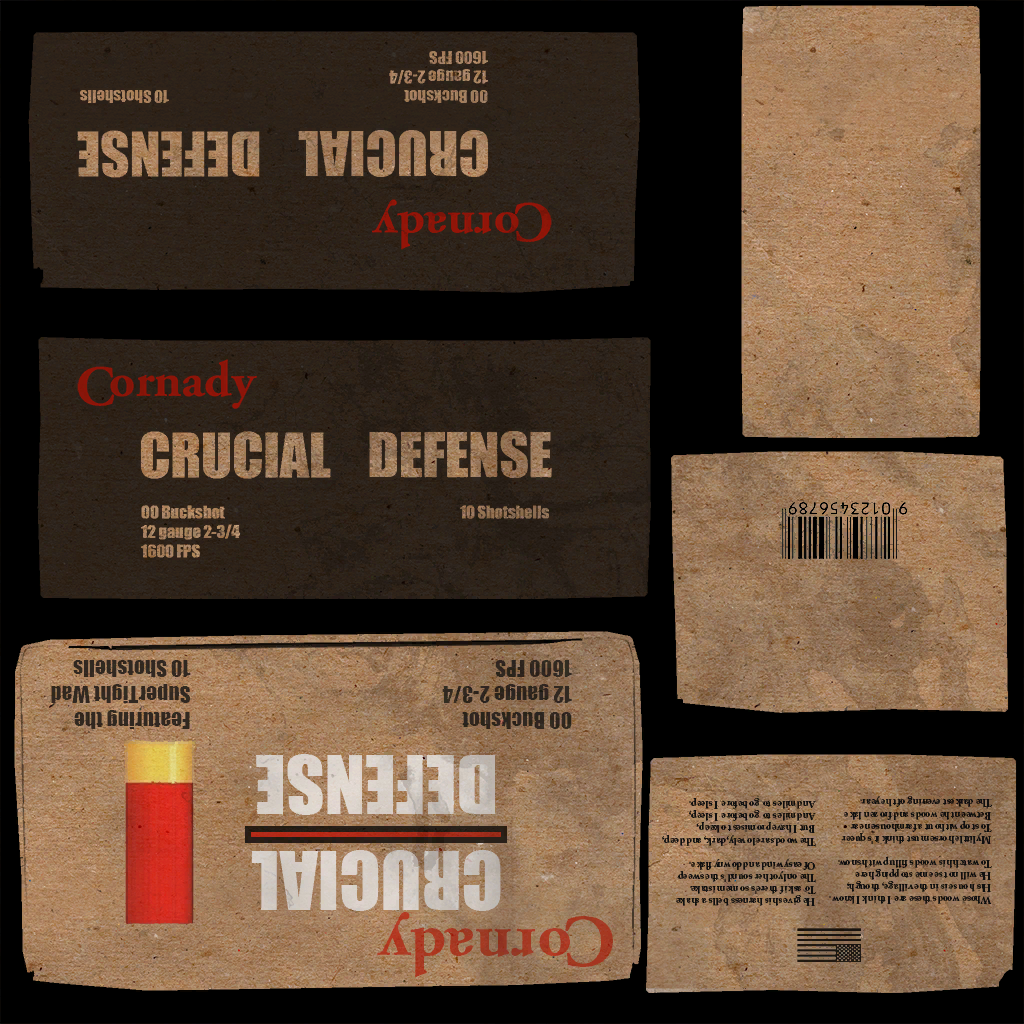 Cornady
CRUCIAL DEFENSE
00 Buckshot 10 Shotshells
12 gauge 2-3/4
1600 FPS
Cornady
CRUCIAL DEFENSE
00 Buckshot 10 Shotshells
12 gauge 2-3/4
1600 FPS
9 0123456789
Cornady
CRUCIAL
DEFENSE
00 Buckshot
12 gauge 2-3/4
1600 FPS
Featuring the
SuperTight Wad
10 Shotshells
Whose woods these are I think I know.
His house is in the village, though;
He will not see me stopping here
To watch his woods fill up with snow.
My little horse must think it's queer
To stop without a farmhouse near
Between the woods and frozen lake
The darkest evening of the year.
He gives his harness bells a shake
To ask if there's some mistake.
The only other sound's the sweep
Of easy wind and downy flake.
The woods are lovely, dark, and deep,
But I have promises to keep,
And miles to go before I sleep,
And miles to go before I sleep.